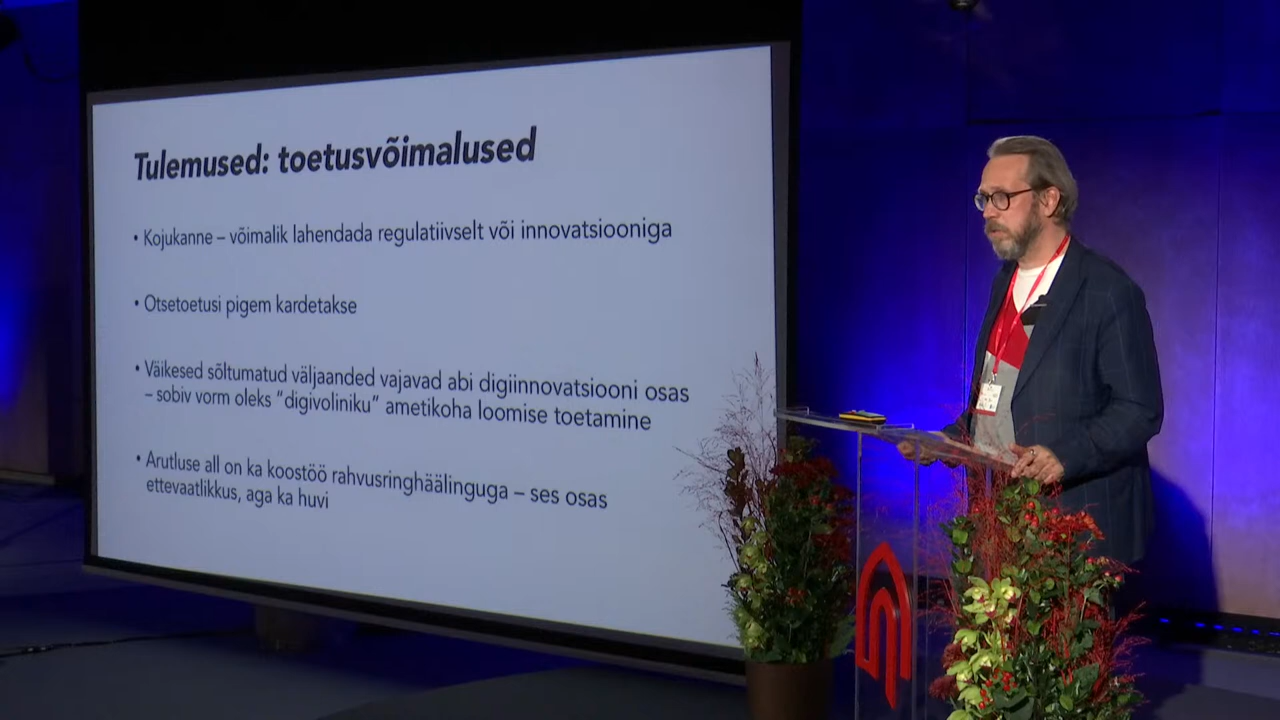 Tulemused: toetusvõimalused
• Kojukanne – võimalik lahendada regulatiivselt või innovatsiooniga
• Otsetoetusi pigem kardetakse
• Väikesed sõltumatud väljaanded vajavad abi digiinnovatsiooni osas
– sobiv vorm oleks "digivoliniku" ametikoha loomise toetamine
• Arutluse all on ka koostöö rahvusringhäälinguga – ses osas
ettevaatlikkus, aga ka huvi